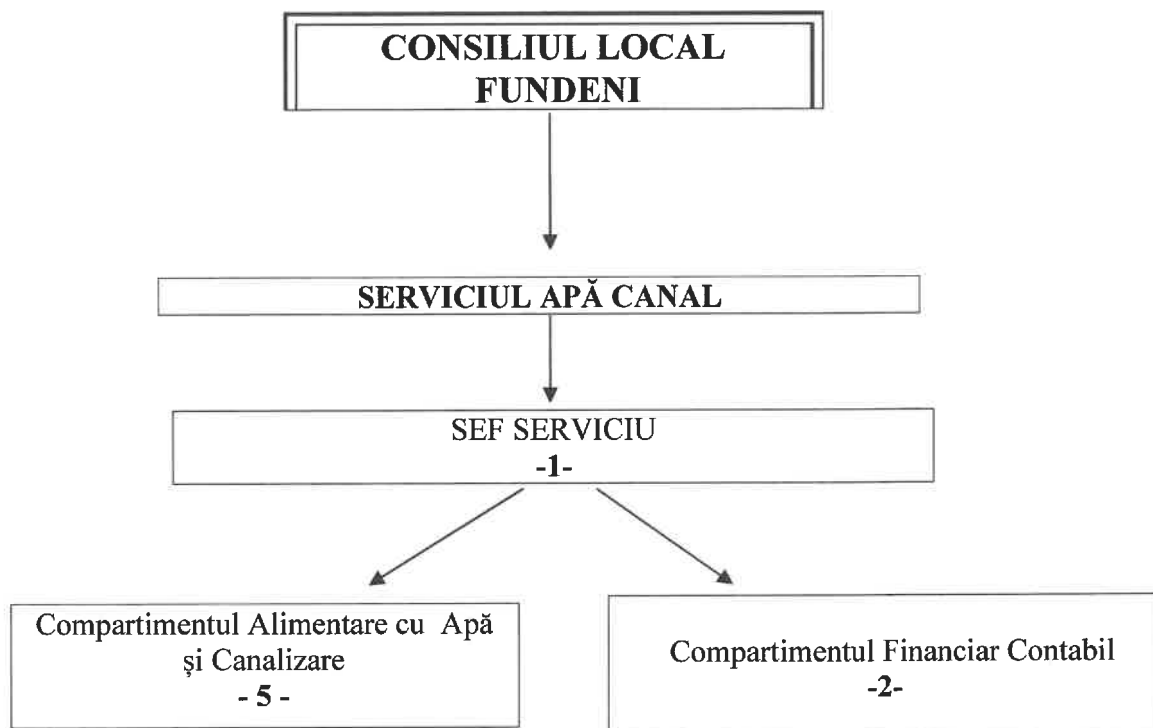 CONSILIUL LOCAL
FUNDENI
SERVICIUL APĂ CANAL
SEF SERVICIU
-1-
Compartimentul Alimentare cu Apă
și Canalizare
- 5 -
Compartimentul Financiar Contabil
-2-